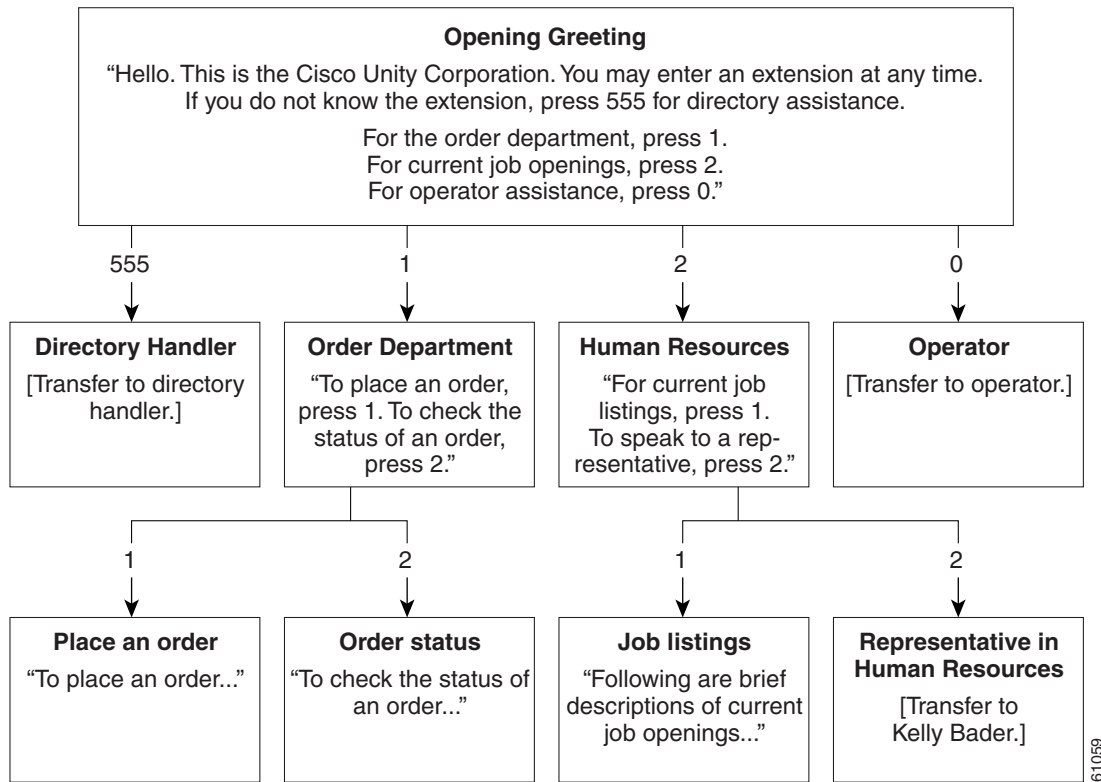 Opening Greeting
“Hello. This is the Cisco Unity Corporation. You may enter an extension at any time.
If you do not know the extension, press 555 for directory assistance.
For the order department, press 1.
For current job openings, press 2.
For operator assistance, press 0.”
555
1
2
0
Directory Handler
[Transfer to directory
handler.]
Order Department
“To place an order,
press 1. To check the
status of an order,
press 2.”
Human Resources
“For current job
listings, press 1.
To speak to a rep-
resentative, press 2.”
Operator
[Transfer to operator.]
1
2
1
2
Place an order
“To place an order...”
Order status
“To check the status of
an order...”
Job listings
“Following are brief
descriptions of current
job openings...”
Representative in
Human Resources
[Transfer to
Kelly Bader.]
61059